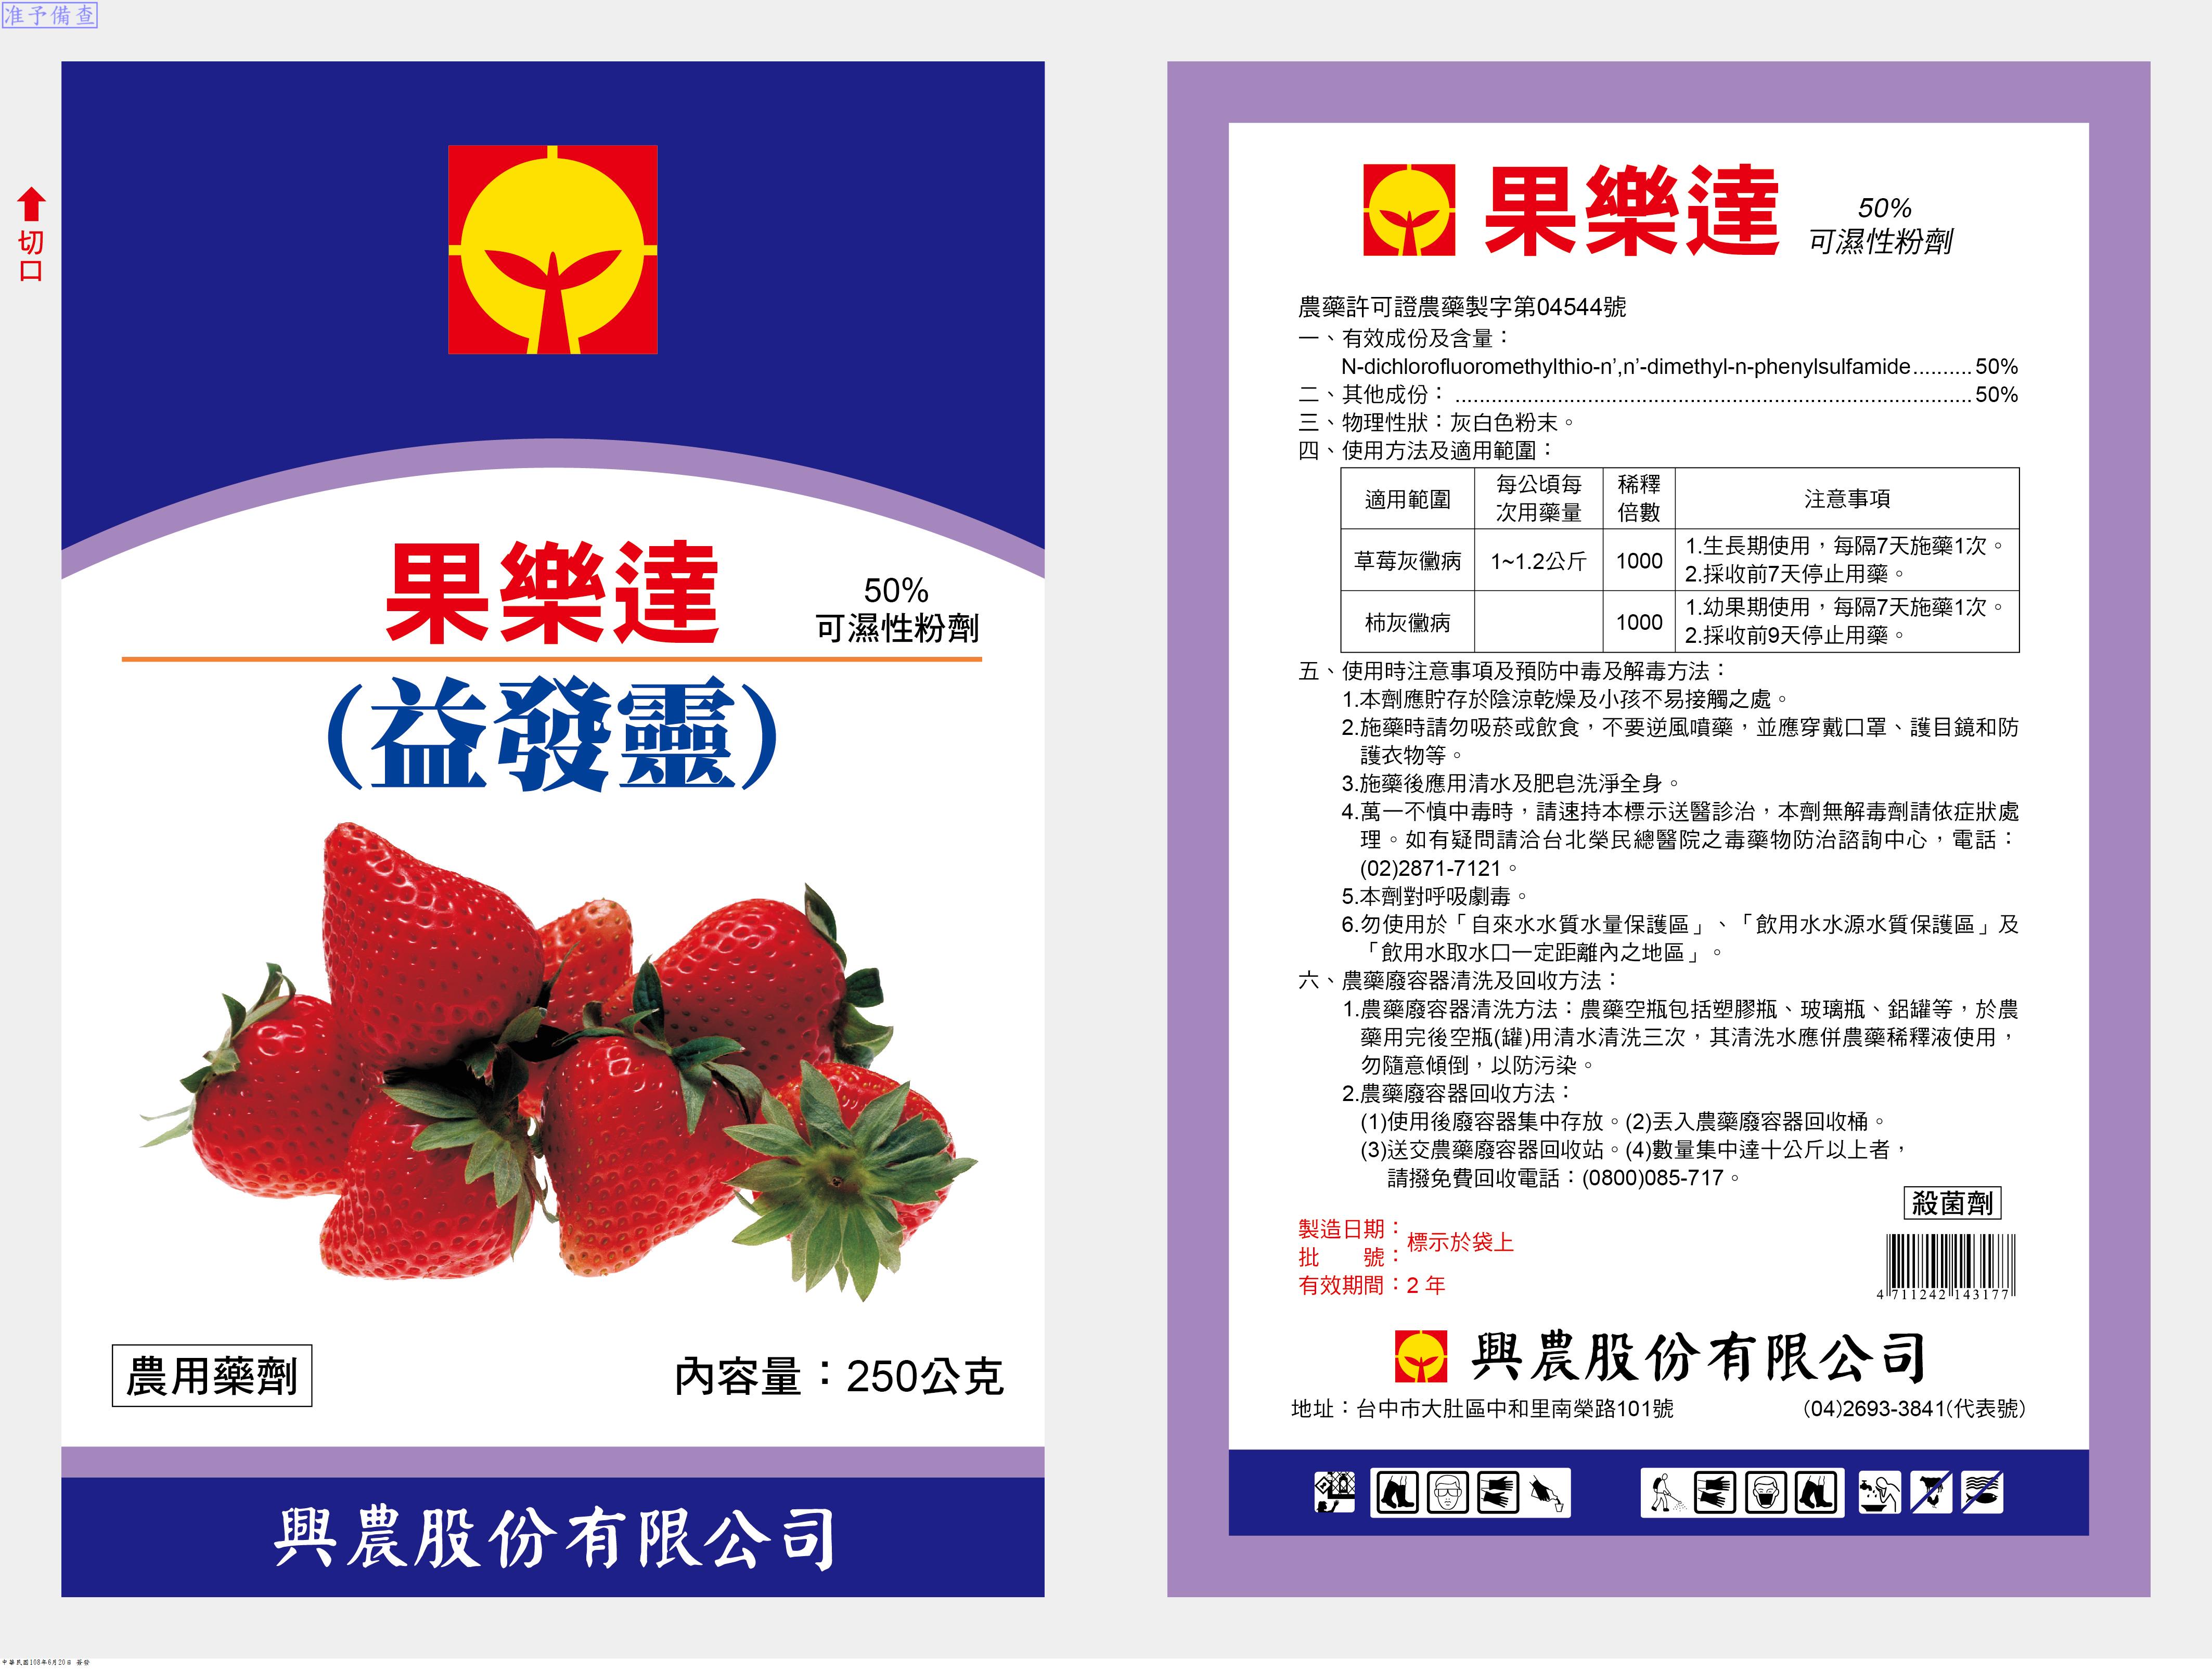 准予備查
切口
果樂達
50%
可濕性粉劑
(益發靈)
農用藥劑
內容量：250公克
興農股份有限公司
果樂達
50%
可濕性粉劑
農藥許可證農藥製字第04544號
一、有效成份及含量：
N-dichlorofluoromethylthio-n’,n’-dimethyl-n-phenylsulfamide..........50%
二、其他成份：......................................................................................50%
三、物理性狀：灰白色粉末。
四、使用方法及適用範圍：
適用範圍 每公頃每次用藥量 稀釋倍數 注意事項
草莓灰黴病 1~1.2公斤 1000 1.生長期使用，每隔7天施藥1次。
2.採收前7天停止用藥。
柿灰黴病 1000 1.幼果期使用，每隔7天施藥1次。
2.採收前9天停止用藥。
五、使用時注意事項及預防中毒及解毒方法：
1.本劑應貯存於陰涼乾燥及小孩不易接觸之處。
2.施藥時請勿吸菸或飲食，不要逆風噴藥，並應穿戴口罩、護目鏡和防
護衣物等。
3.施藥後應用清水及肥皂洗淨全身。
4.萬一不慎中毒時，請速持本標示送醫診治，本劑無解毒劑請依症狀處
理。如有疑問請洽台北榮民總醫院之毒藥物防治諮詢中心，電話：
(02)2871-7121。
5.本劑對呼吸劇毒。
6.勿使用於「自來水水質水量保護區」、「飲用水水源水質保護區」及
「飲用水取水口一定距離內之地區」。
六、農藥廢容器清洗及回收方法：
1.農藥廢容器清洗方法：農藥空瓶包括塑膠瓶、玻璃瓶、鋁罐等，於農
藥用完後空瓶(罐)用清水清洗三次，其清洗水應併農藥稀釋液使用，
勿隨意傾倒，以防污染。
2.農藥廢容器回收方法：
(1)使用後廢容器集中存放。(2)丟入農藥廢容器回收桶。
(3)送交農藥廢容器回收站。(4)數量集中達十公斤以上者，
請撥免費回收電話：(0800)085-717。
殺菌劑
製造日期：
批　　號：標示於袋上
有效期間：2 年
4 711242 143177
興農股份有限公司
地址：台中市大肚區中和里南榮路101號 (04)2693-3841(代表號)
中華民國108年6月20日 簽發